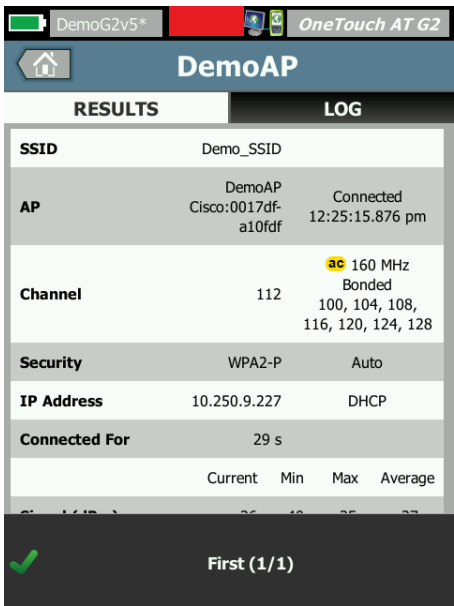 DemoG2v5*
OneTouch AT G2
DemoAP
RESULTS LOG
SSID Demo_SSID
AP DemoAP Cisco:0017df-a10fdf Connected 12:25:15.876 pm
Channel 112 ac 160 MHz Bonded 100, 104, 108, 116, 120, 124, 128
Security WPA2-P Auto
IP Address 10.250.9.227 DHCP
Connected For 29 s
Current Min Max Average
First (1/1)